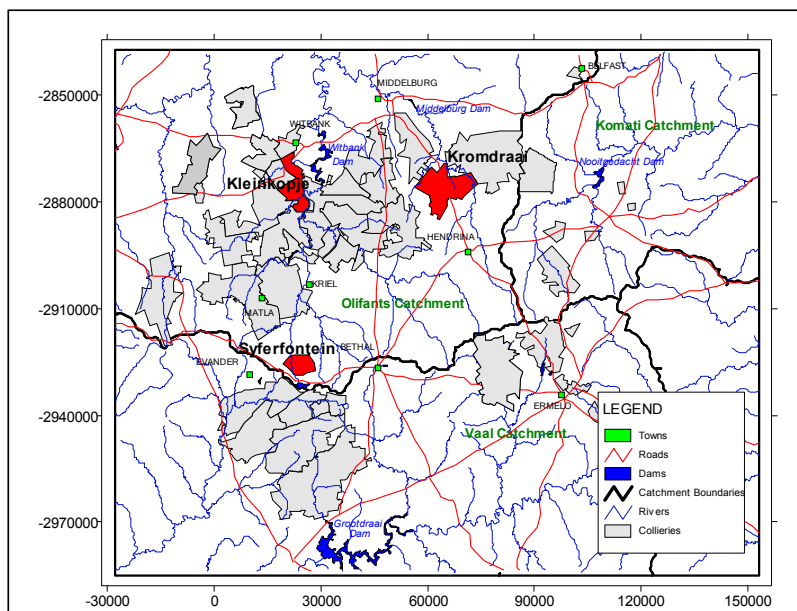 BELFAST
MIDDELBURG
-2850000
Middelburg Dam
WITBANK
Komati Catchment
Witbank
Dam
Kromdraai
Nooitgedacht Dam
Kleinkopje
-2880000
HENDRINA
KRIEL
Olifants Catchment
MATLA
-2910000
Syferfontein
BETHAL
EVANDER
ERMELO
-2940000
Vaal Catchment
LEGEND
Towns
Roads
Dams
Catchment Boundaries
Rivers
Collieries
-2970000
Grootdraai
Dam
-30000 0 30000 60000 90000 120000 150000